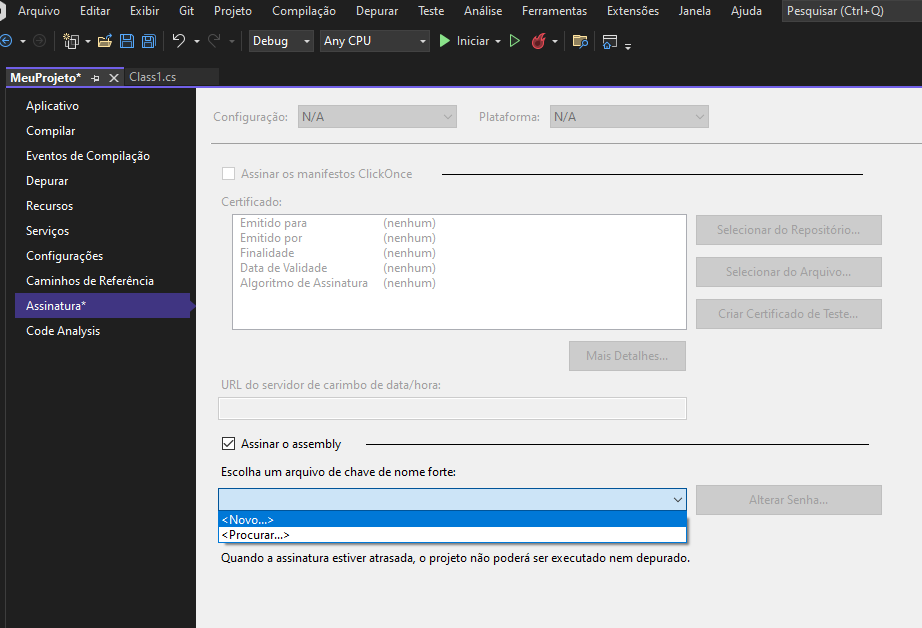 Arquivo Editar Exibir Git Projeto Compilação Depurar Teste Análise Ferramentas Extensões Janela Ajuda Pesquisar (Ctrl+Q)
Debug Any CPU Iniciar
MeuProjeto* Class1.cs
Aplicativo
Compilar
Eventos de Compilação
Depurar
Recursos
Serviços
Configurações
Caminhos de Referência
Assinatura*
Code Analysis
Configuração: N/A Plataforma: N/A
Assinar os manifestos ClickOnce
Certificado:
Emitido para (nenhum)
Emitido por (nenhum)
Finalidade (nenhum)
Data de Validade (nenhum)
Algoritmo de Assinatura (nenhum)
Selecionar do Repositório...
Selecionar do Arquivo...
Criar Certificado de Teste...
Mais Detalhes...
URL do servidor de carimbo de data/hora:
Assinar o assembly
Escolha um arquivo de chave de nome forte:
Alterar Senha...
<Novo...>
<Procurar...>
Quando a assinatura estiver atrasada, o projeto não poderá ser executado nem depurado.